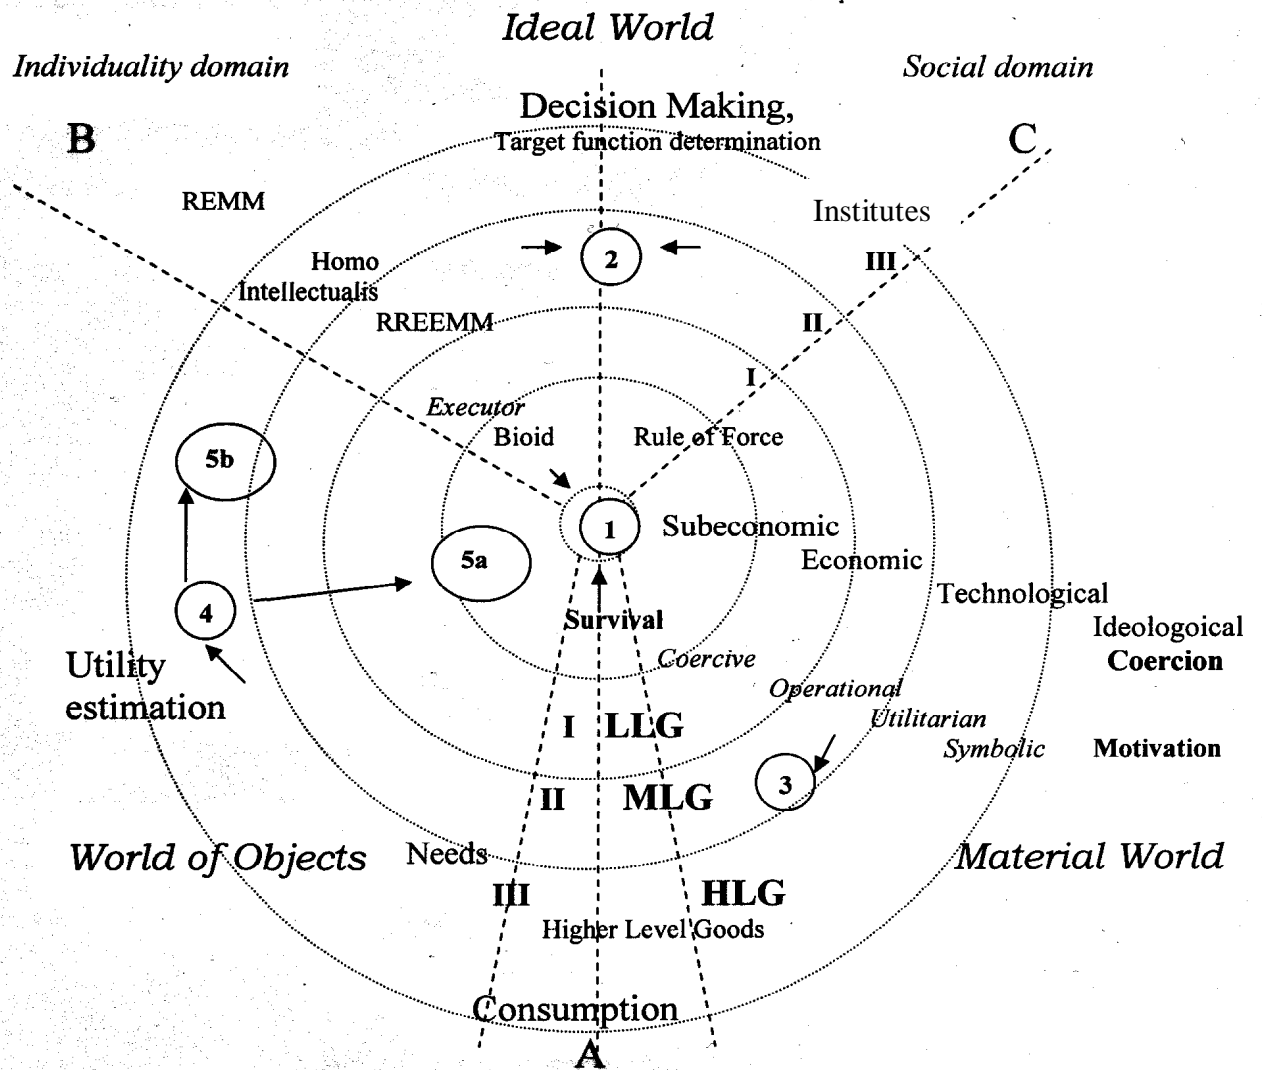 Ideal World
Individuality domain
Social domain
Decision Making,
Target function determination
B
C
REMM
Institutes
2
III
Homo
Intellectualis
RREEMM
II
I
Executor
Bioid
Rule of Force
5b
1
Subeconomic
5a
Economic
4
Technological
Survival
Ideologoical
Coercion
Coercive
Utility
estimation
Operational
Utilitarian
Symbolic
Motivation
I
LLG
3
II
MLG
World of Objects
Needs
Material World
III
HLG
Higher Level Goods
Consumption
A